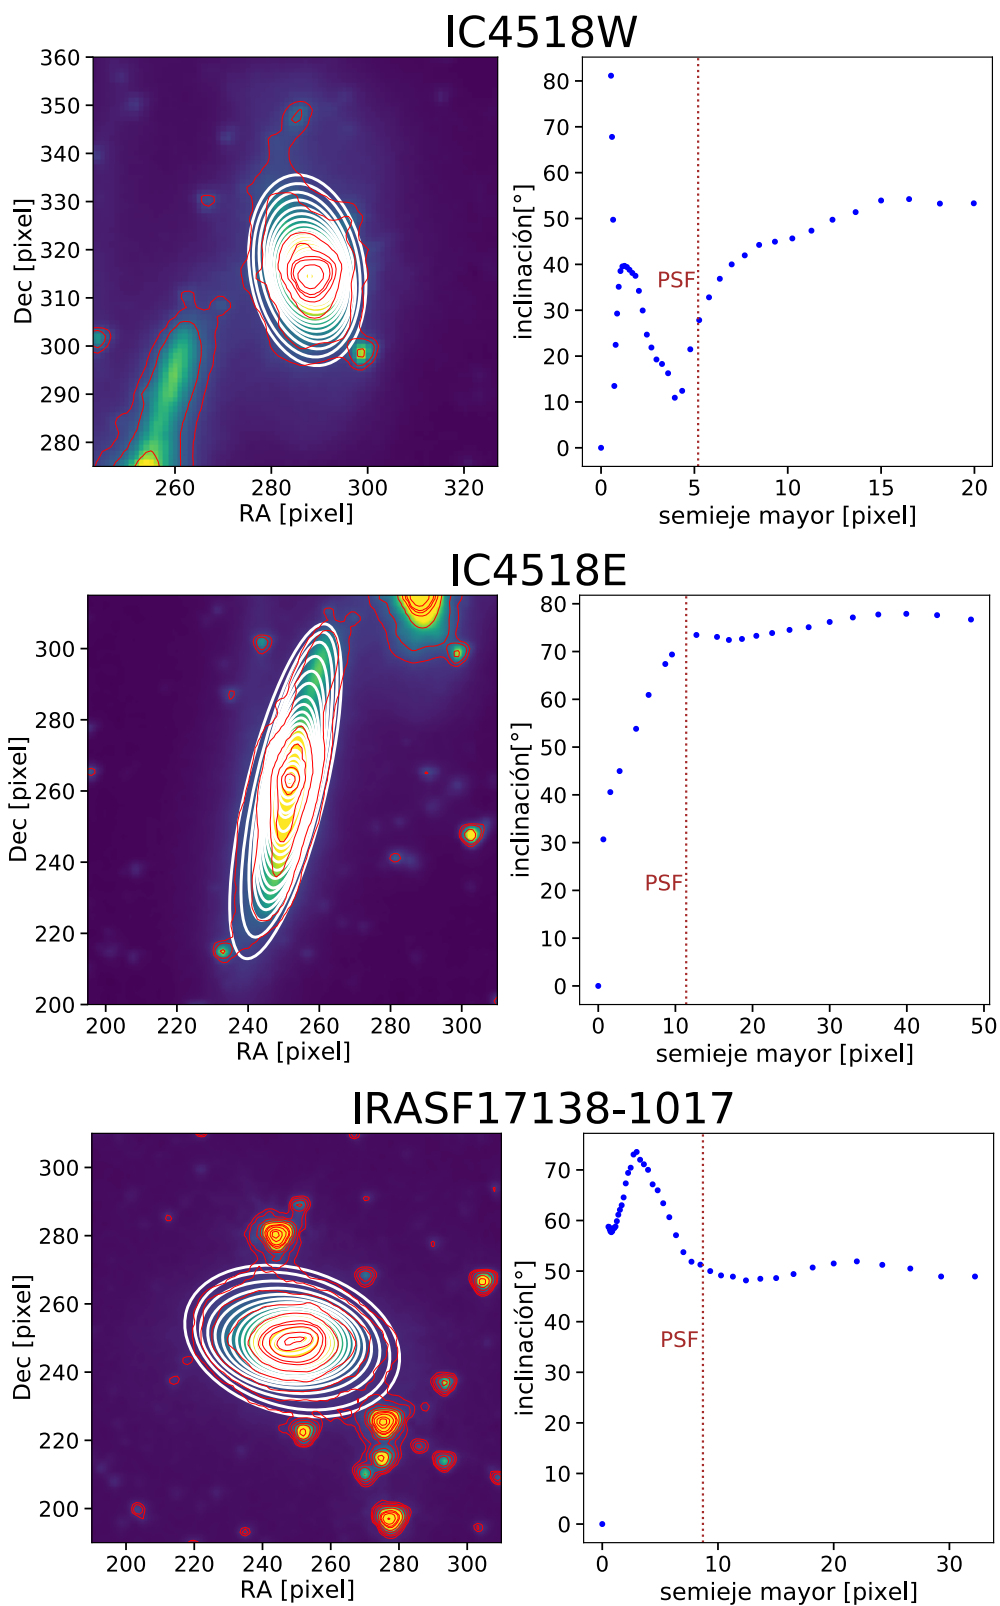 IC4518W
360
350
340
330
320
310
300
290
280
Dec [pixel]
260 280 300 320
RA [pixel]
80
70
60
50
40
30
20
10
0
inclinación[°]
PSF
0 5 10 15 20
semieje mayor [pixel]
IC4518E
300
280
260
240
220
200
Dec [pixel]
200 220 240 260 280 300
RA [pixel]
80
70
60
50
40
30
20
10
0
inclinación[°]
PSF
0 10 20 30 40 50
semieje mayor [pixel]
IRASF17138-1017
300
280
260
240
220
200
Dec [pixel]
200 220 240 260 280 300
RA [pixel]
70
60
50
40
30
20
10
0
inclinación[°]
PSF
0 10 20 30
semieje mayor [pixel]